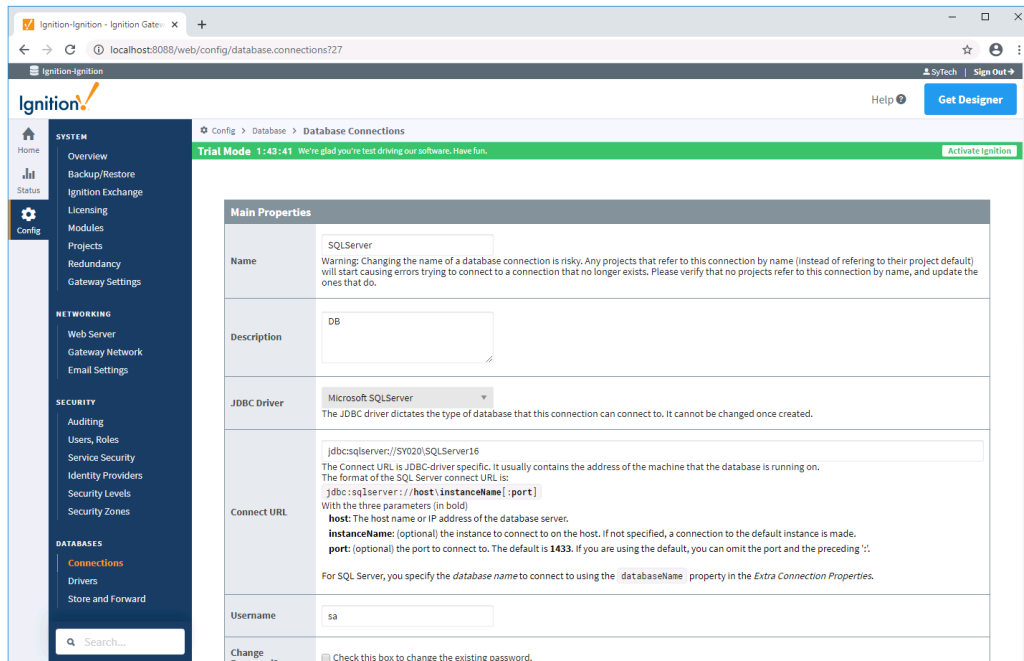 Ignition-Ignition - Ignition Gatew
localhost:8088/web/config/database.connections?27
Ignition-Ignition
SyTech | Sign Out
Ignition!
Help
Get Designer
Home
Status
Config
SYSTEM
Overview
Backup/Restore
Ignition Exchange
Licensing
Modules
Projects
Redundancy
Gateway Settings
NETWORKING
Web Server
Gateway Network
Email Settings
SECURITY
Auditing
Users, Roles
Service Security
Identity Providers
Security Levels
Security Zones
DATABASES
Connections
Drivers
Store and Forward
Search...
Config > Database > Database Connections
Trial Mode 1:43:41 We're glad you're test driving our software. Have fun.
Activate Ignition
Main Properties
Name
SQLServer
Warning: Changing the name of a database connection is risky. Any projects that refer to this connection by name (instead of refering to their project default)
will start causing errors trying to connect to a connection that no longer exists. Please verify that no projects refer to this connection by name, and update the
ones that do.
Description
DB
JDBC Driver
Microsoft SQLServer
The JDBC driver dictates the type of database that this connection can connect to. It cannot be changed once created.
Connect URL
jdbc:sqlserver://SY020\SQLServer16
The Connect URL is JDBC-driver specific. It usually contains the address of the machine that the database is running on.
The format of the SQL Server connect URL is:
jdbc:sqlserver://host\instanceName[:port]
With the three parameters (in bold)
host: The host name or IP address of the database server.
instanceName: (optional) the instance to connect to on the host. If not specified, a connection to the default instance is made.
port: (optional) the port to connect to. The default is 1433. If you are using the default, you can omit the port and the preceding ':'.
For SQL Server, you specify the database name to connect to using the databaseName property in the Extra Connection Properties.
Username
sa
Change
Check this box to change the existing password.